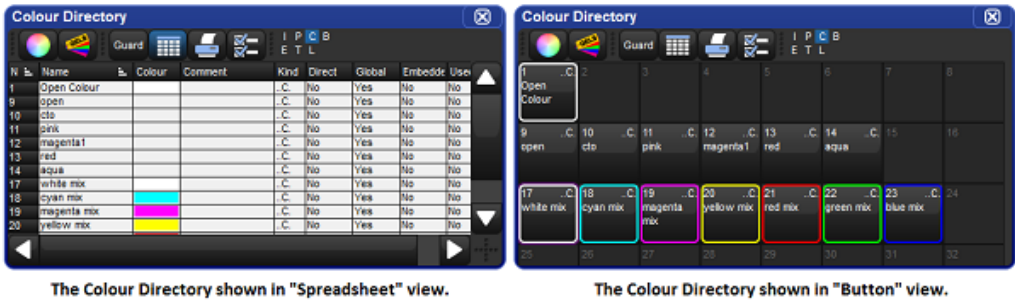 Colour Directory
Guard
I P C B
E T L
N Name Colour Comment Kind Direct Global Embedde Use
1 Open Colour ..C. No Yes No No
9 open ..C. No Yes No No
10 cto ..C. No Yes No No
11 pink ..C. No Yes No No
12 magenta1 ..C. No Yes No No
13 red ..C. No Yes No No
14 aqua ..C. No Yes No No
17 white mix ..C. No Yes No No
18 cyan mix ..C. No Yes No No
19 magenta mix ..C. No Yes No No
20 yellow mix ..C. No Yes No No
The Colour Directory shown in "Spreadsheet" view.
Colour Directory
Guard
I P C B
E T L
1 ..C. 2 3 4 5 6 7 8
Open
Colour
9 ..C. 10 ..C. 11 ..C. 12 ..C. 13 ..C. 14 ..C. 15 16
open cto pink magenta1 red aqua
17 ..C. 18 ..C. 19 ..C. 20 ..C. 21 ..C. 22 ..C. 23 ..C. 24
white mix cyan mix magenta mix yellow mix red mix green mix blue mix
25 26 27 28 29 30 31 32
The Colour Directory shown in "Button" view.